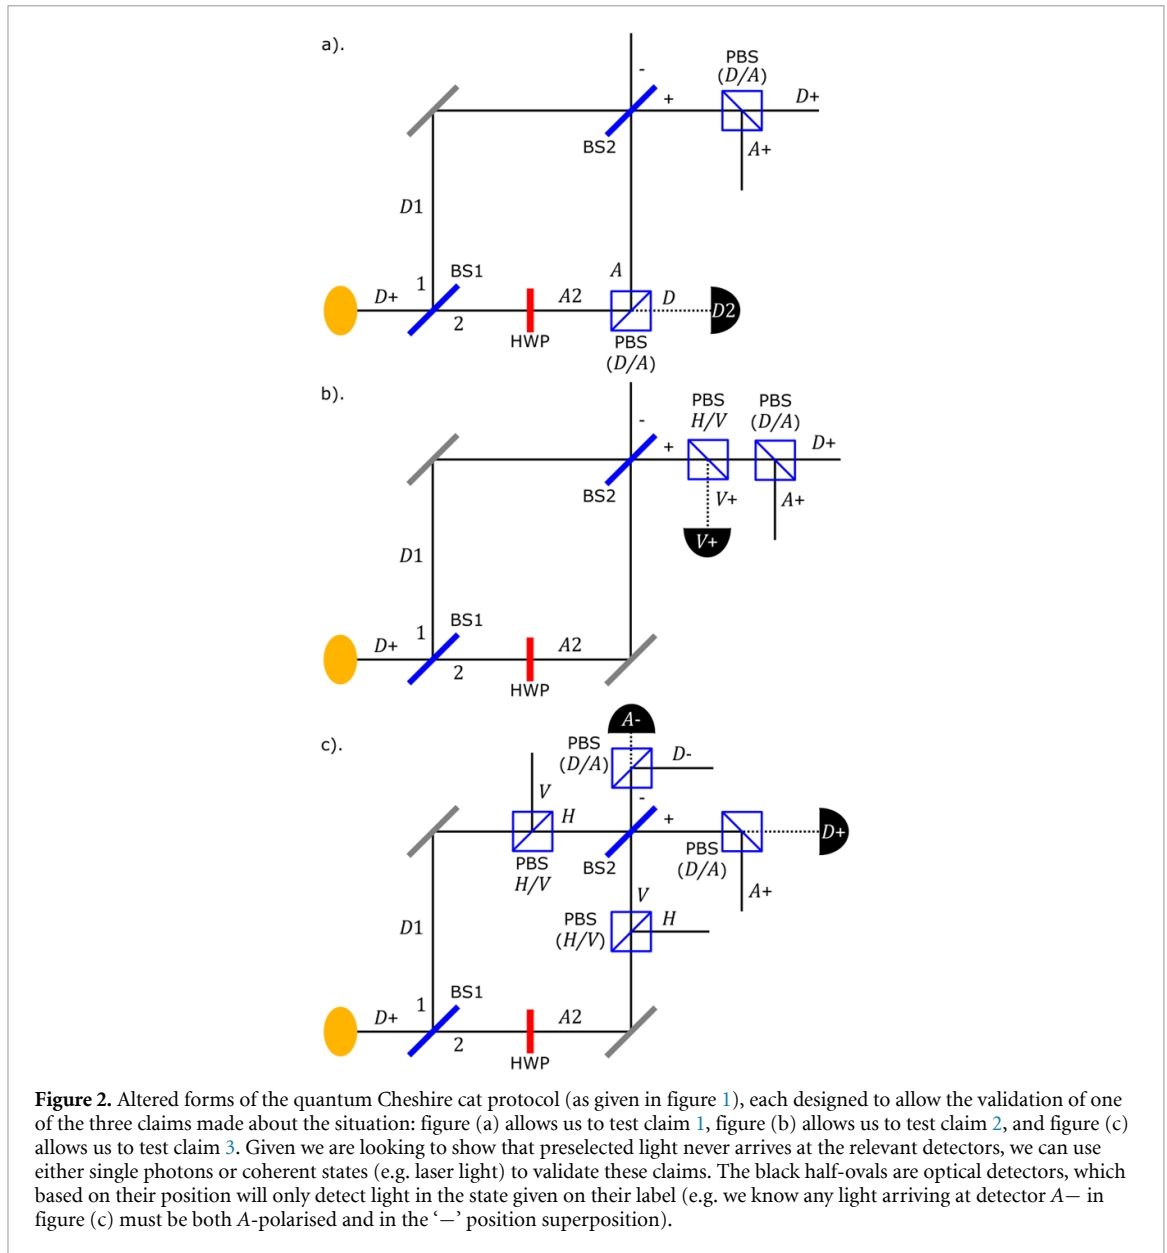 a).
PBS
(D/A)
-
+
D+
BS2
A+
D1
A
BS1
1
D+
A2
D
D2
2
HWP
PBS
(D/A)
b).
PBS
H/V
PBS
(D/A)
-
+
D+
BS2
V+
A+
V+
D1
BS1
1
D+
A2
2
HWP
c).
A-
PBS
(D/A)
D-
V
-
H
+
D+
PBS
H/V
BS2
PBS
(D/A)
V
A+
D1
PBS
(H/V)
H
BS1
1
D+
A2
2
HWP
Figure 2. Altered forms of the quantum Cheshire cat protocol (as given in figure 1), each designed to allow the validation of one
of the three claims made about the situation: figure (a) allows us to test claim 1, figure (b) allows us to test claim 2, and figure (c)
allows us to test claim 3. Given we are looking to show that preselected light never arrives at the relevant detectors, we can use
either single photons or coherent states (e.g. laser light) to validate these claims. The black half-ovals are optical detectors, which
based on their position will only detect light in the state given on their label (e.g. we know any light arriving at detector A− in
figure (c) must be both A-polarised and in the ‘−’ position superposition).